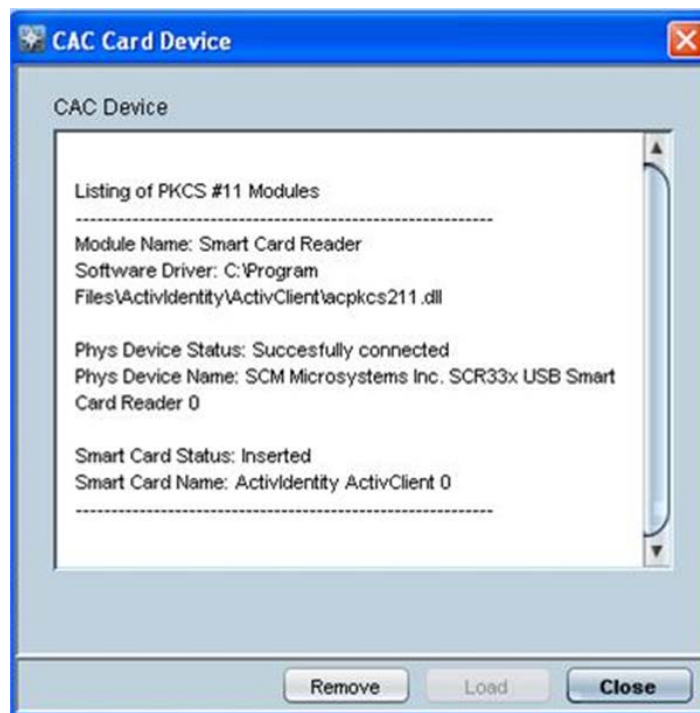 CAC Card Device
CAC Device
Listing of PKCS #11 Modules
------------------------------------------------------------
Module Name: Smart Card Reader
Software Driver: C:\Program
Files\ActivIdentity\ActivClient\acpkcs211.dll
Phys Device Status: Succesfully connected
Phys Device Name: SCM Microsystems Inc. SCR33x USB Smart
Card Reader 0
Smart Card Status: Inserted
Smart Card Name: ActivIdentity ActivClient 0
------------------------------------------------------------
Remove
Load
Close